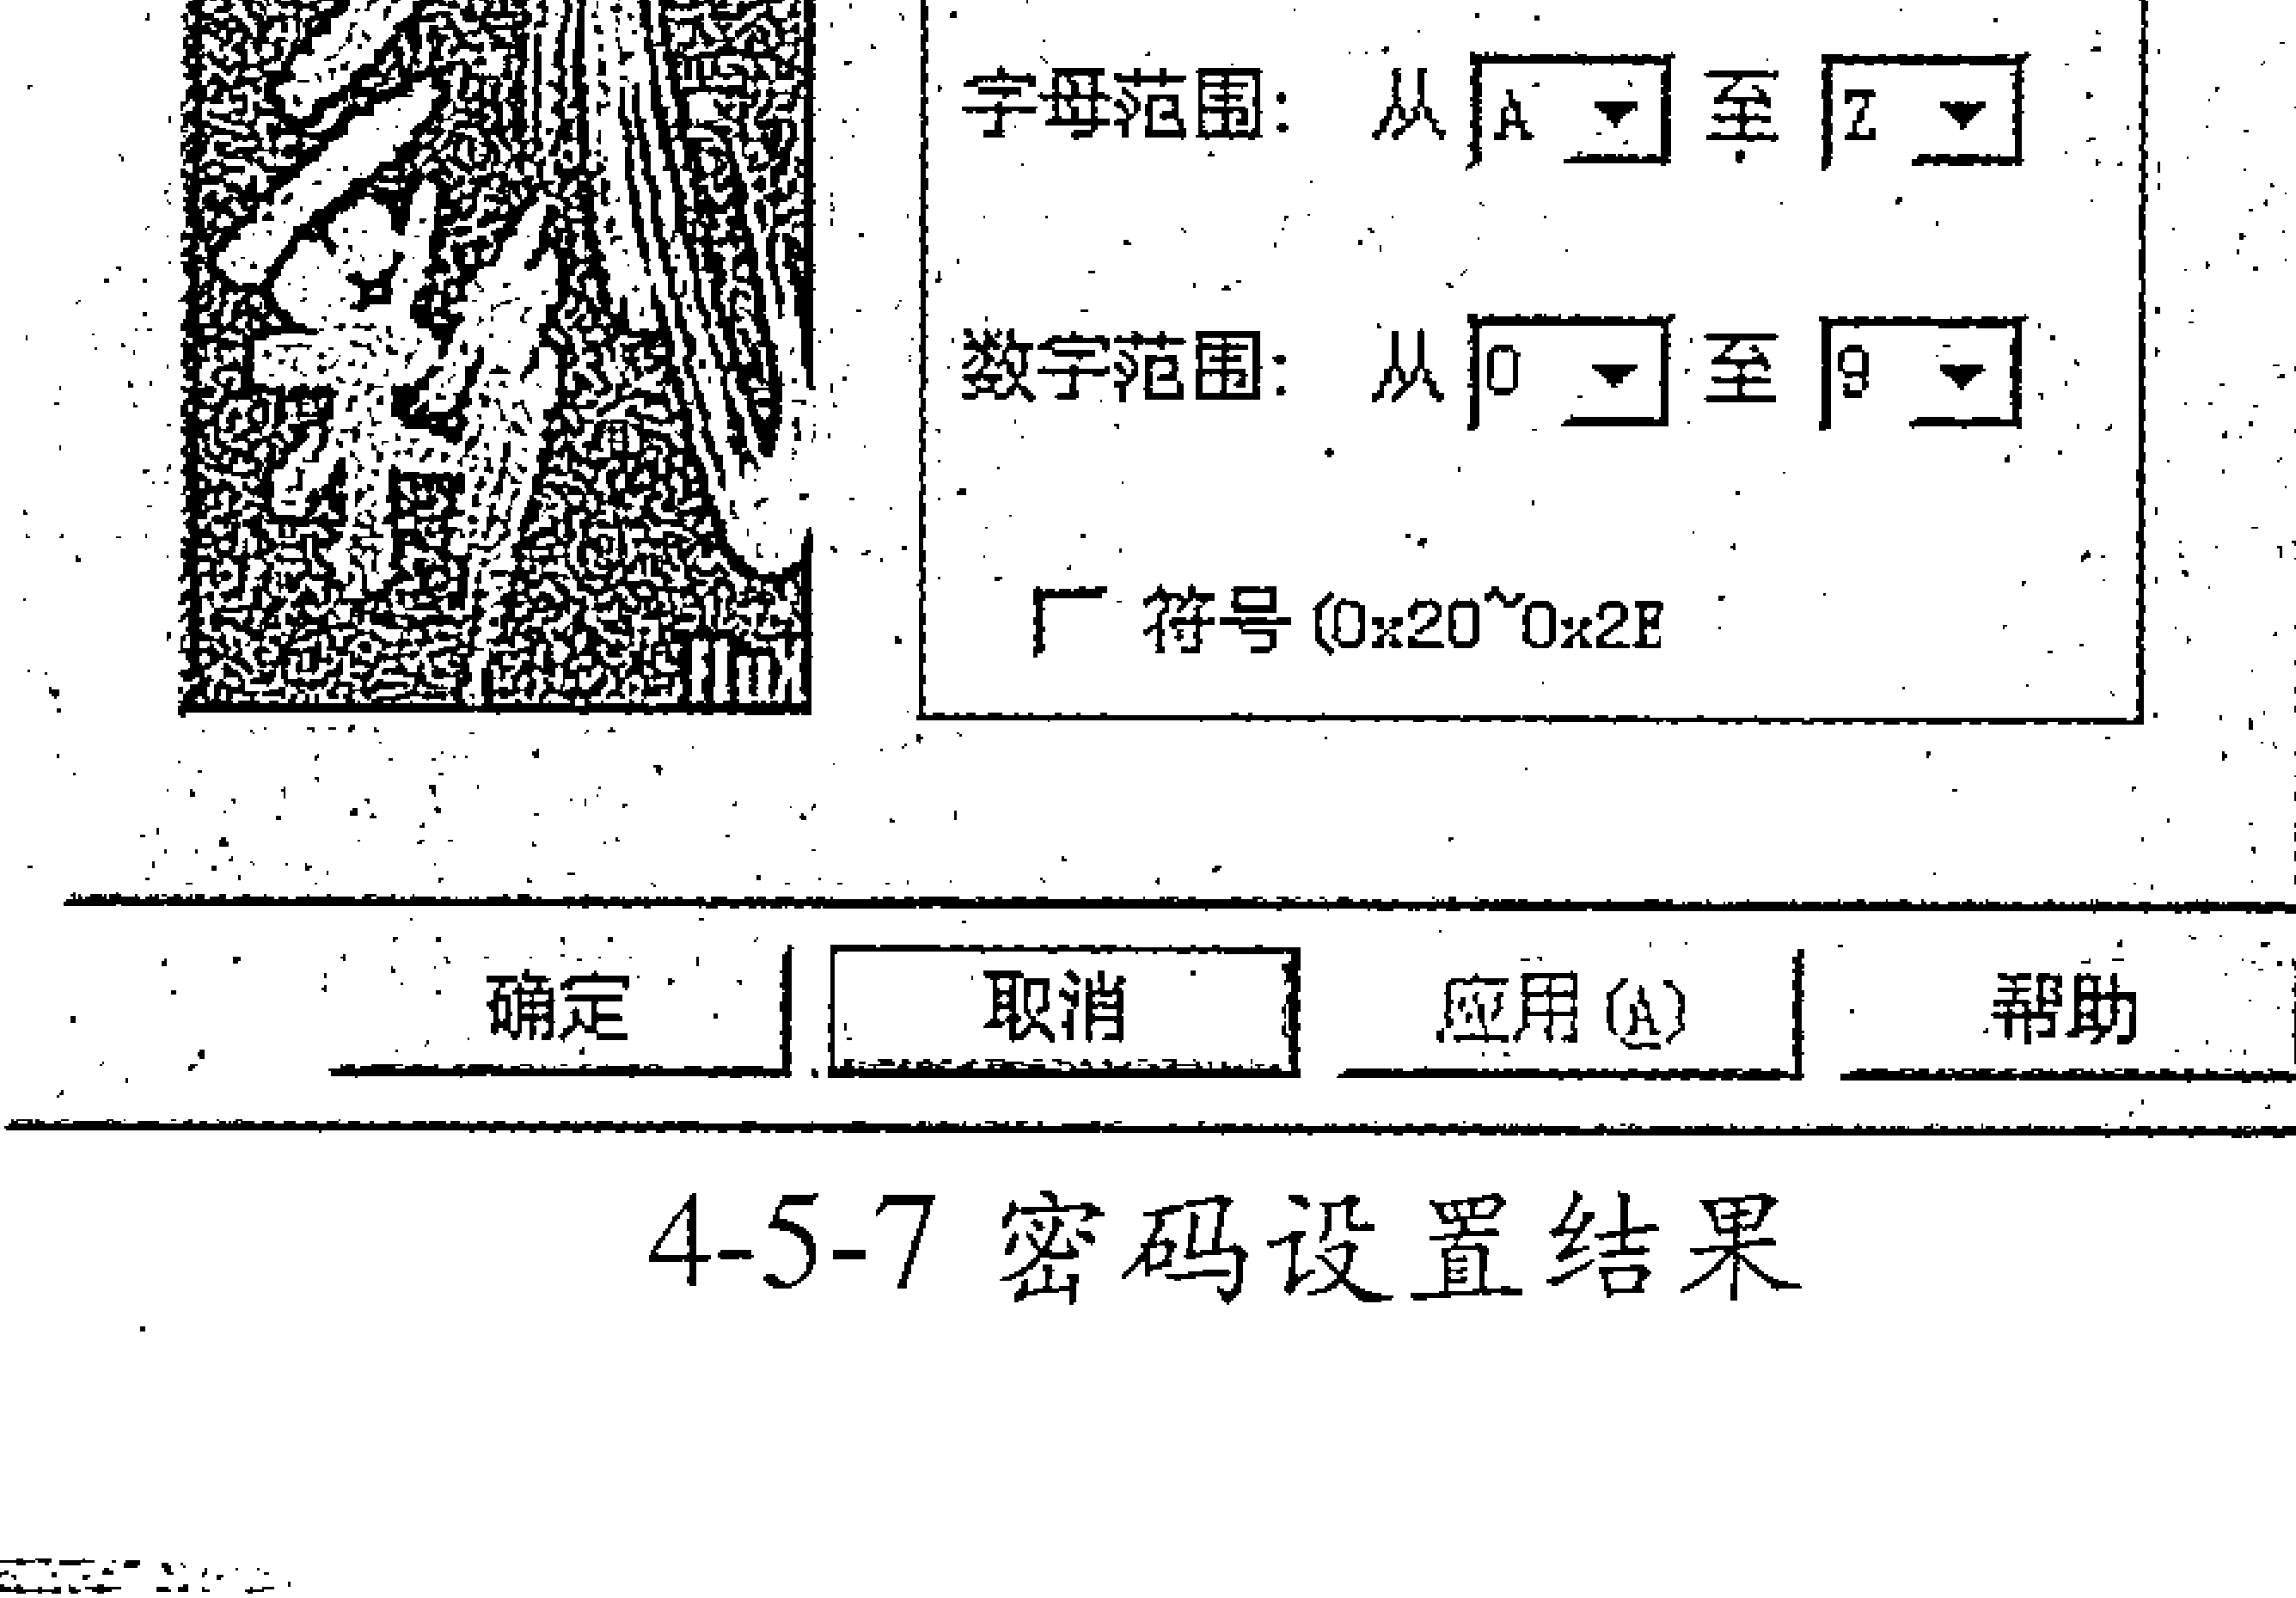 字母范围: 从 A 至 Z
数字范围: 从 0 至 9
符号 (0x20~0x2E
确定 取消 应用(A) 帮助
4-5-7 密码设置结果